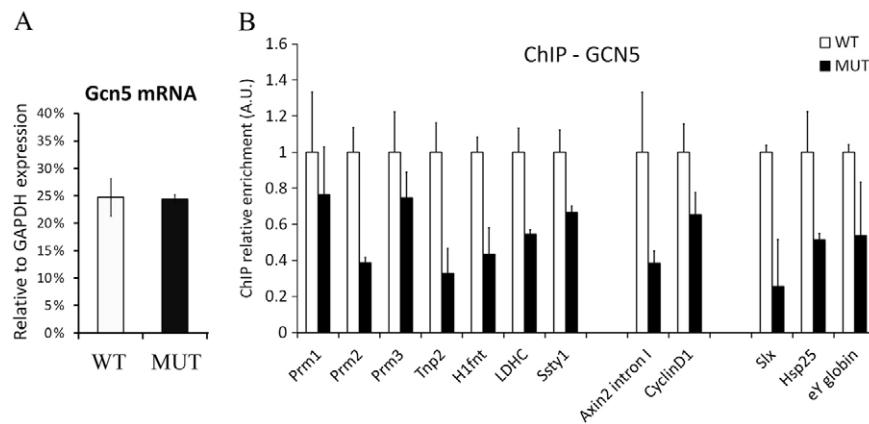 A
Gcn5 mRNA
Relative to GAPDH expression
40%
35%
30%
25%
20%
15%
10%
5%
0%
WT
MUT
B
ChIP - GCN5
WT
MUT
ChIP relative enrichment (A.U.)
1.6
1.4
1.2
1
0.8
0.6
0.4
0.2
0
Prm1
Prm2
Prm3
Tnp2
H1fnt
LDHC
Ssty1
Axin2 intron I
CyclinD1
Slx
Hsp25
eY globin